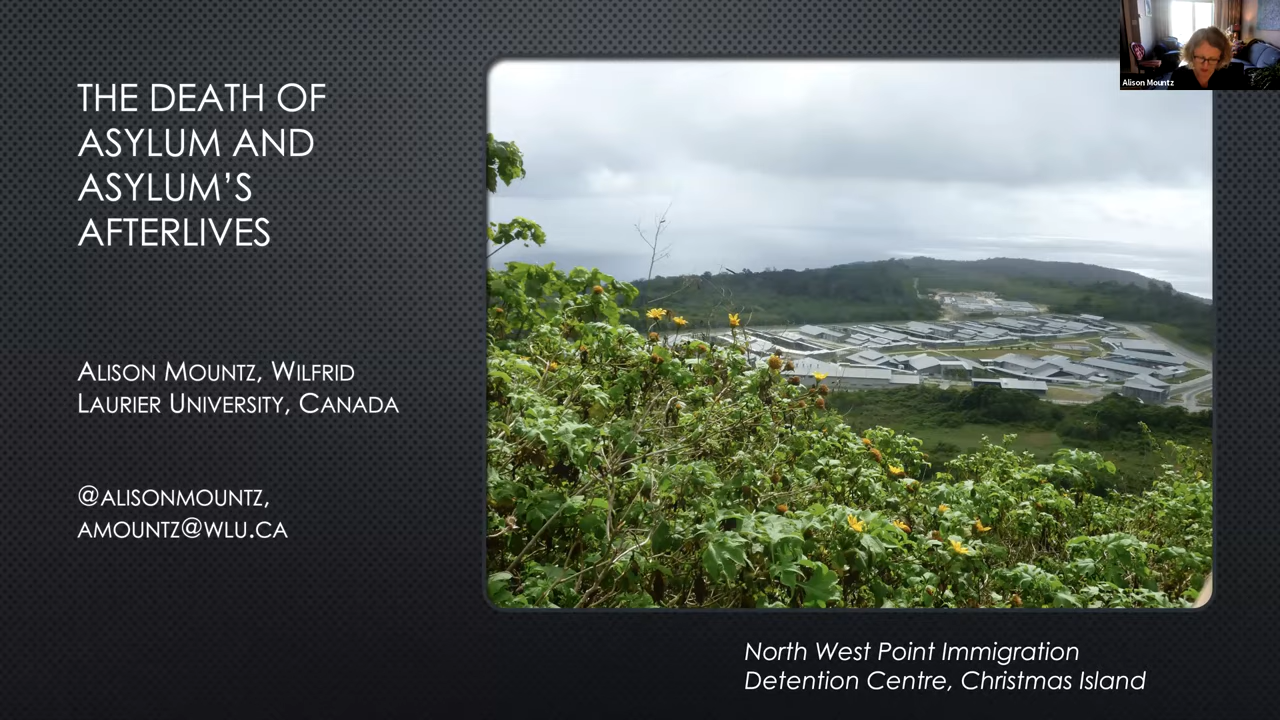 THE DEATH OF
ASYLUM AND
ASYLUM'S
AFTERLIVES
ALISON MOUNTZ, WILFRID
LAURIER UNIVERSITY, CANADA
@ALISONMOUNTZ,
AMOUNTZ@WLU.CA
Alison Mountz
North West Point Immigration
Detention Centre, Christmas Island